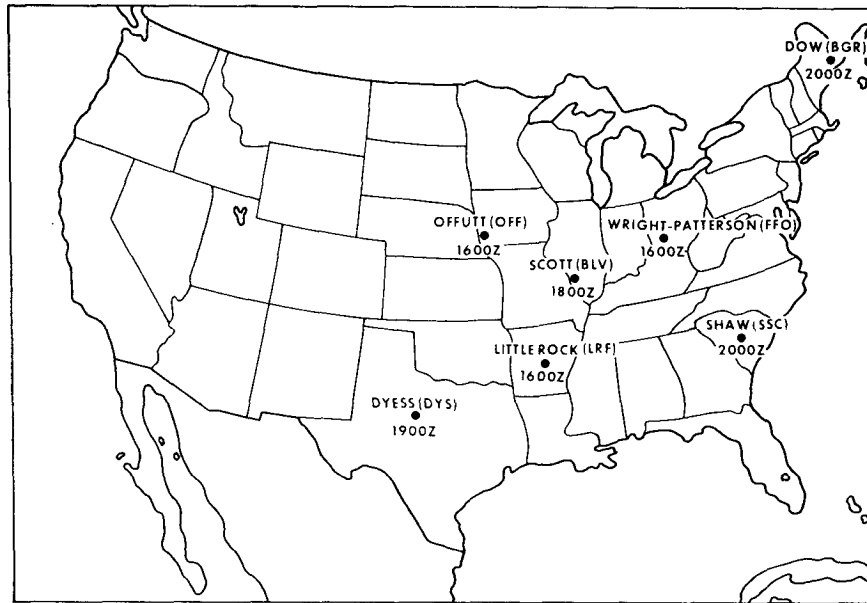 DOW (BGR)
2000Z
OFFUTT (OFF)
1600Z
WRIGHT-PATTERSON (FFO)
1600Z
SCOTT (BLV)
1800Z
SHAW (SSC)
2000Z
LITTLE ROCK (LRF)
1600Z
DYESS (DYS)
1900Z